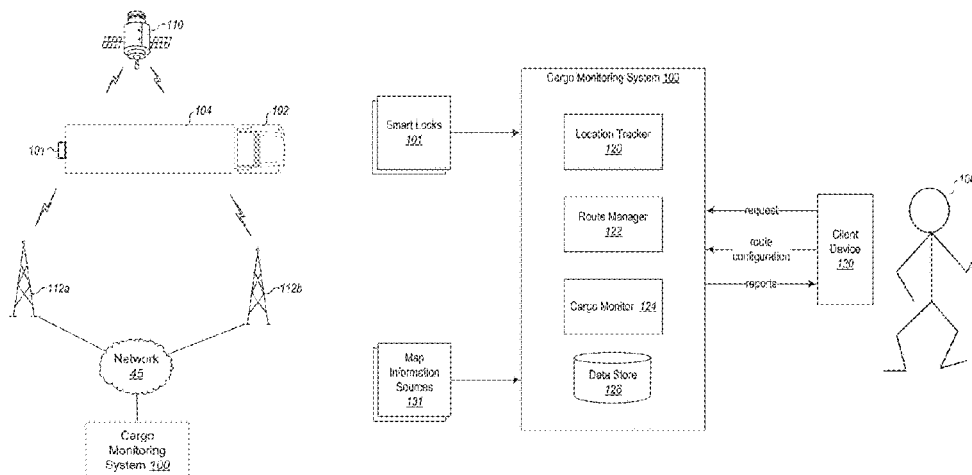 110
104
102
101
112a
112b
Network
45
Cargo
Monitoring
System 100
Smart Locks
101
Map
Information
Sources
131
Cargo Monitoring System 100
Location Tracker
120
Route Manager
122
Cargo Monitor 124
Data Store
126
request
route
configuration
reports
Client
Device
130